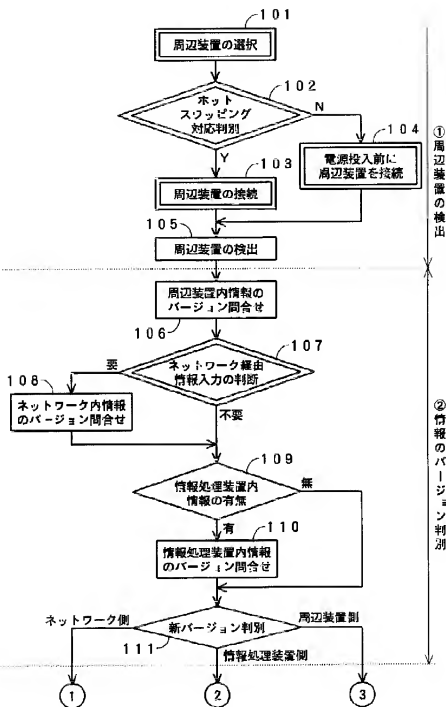 101
周辺装置の選択
102
ホット
スワッピング
対応判別
N
Y
103
104
周辺装置の接続
電源投入前に
周辺装置を接続
105
周辺装置の検出
①周辺装置の検出
周辺装置内情報の
バージョン問合せ
106
107
ネットワーク経由
情報入力の判断
要
不要
108
ネットワーク内情報
のバージョン問合せ
109
情報処理装置内
情報の有無
無
有
110
情報処理装置内情報
のバージョン問合せ
②情報のバージョン判別
ネットワーク側
新バージョン判別
周辺装置側
111
情報処理装置側
1
2
3